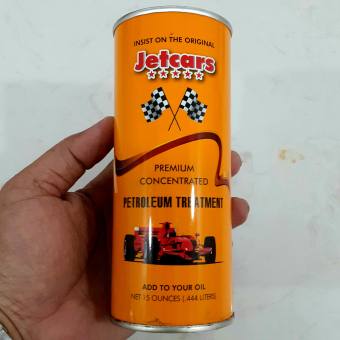 INSIST ON THE ORIGINAL
Jetcars
PREMIUM
CONCENTRATED
PETROLEUM TREATMENT
ADD TO YOUR OIL
NET 15 OUNCES (.444 LITERS)